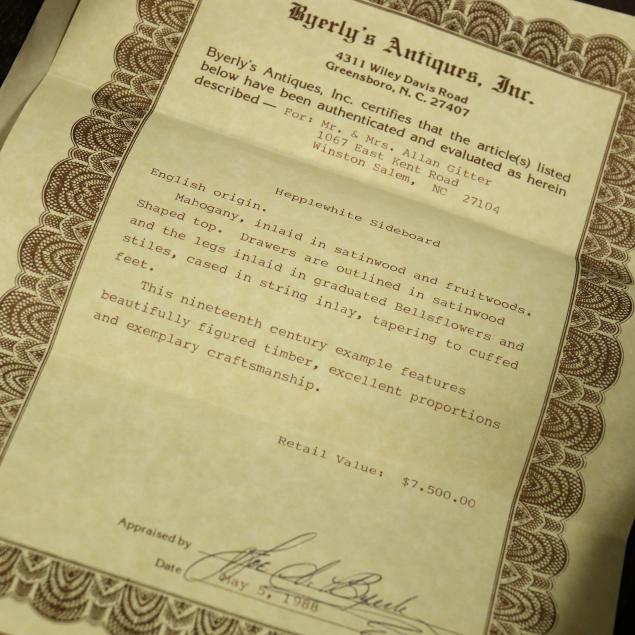 Byerly's Antiques, Inc.
4311 Wiley Davis Road
Greensboro, N. C. 27407
Byerly's Antiques, Inc. certifies that the article(s) listed
below have been authenticated and evaluated as herein
described — For: Mr. & Mrs. Allan Gitter
1067 East Kent Road
Winston Salem, NC 27104
Hepplewhite Sideboard
English origin.
Mahogany, inlaid in satinwood and fruitwoods.
Shaped top. Drawers are outlined in satinwood
and the legs inlaid in graduated Bellsflowers and
stiles, cased in string inlay, tapering to cuffed
feet.
This nineteenth century example features
beautifully figured timber, excellent proportions
and exemplary craftsmanship.
Retail Value: $7.500.00
Appraised by
Date May 5, 1988